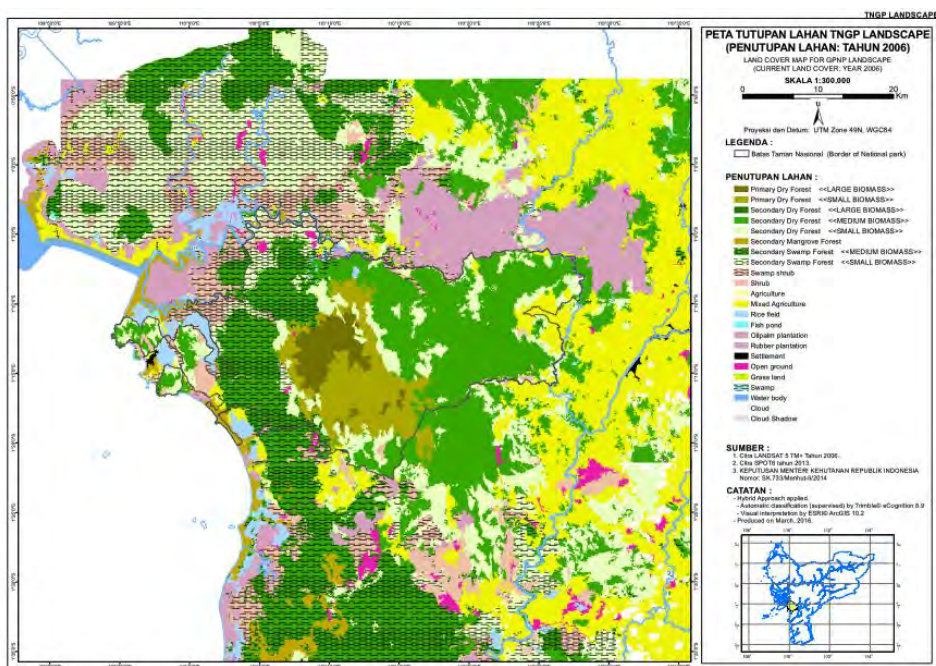 TNGP LANDSCAPE
PETA TUTUPAN LAHAN TNGP LANDSCAPE
(PENUTUPAN LAHAN: TAHUN 2006)
LAND COVER MAP FOR GPNP LANDSCAPE
(CURRENT LAND COVER: YEAR 2006)
SKALA 1:300.000
0 10 20
Km
Proyeksi dan Datum: UTM Zone 49N, WGC84
LEGENDA :
Batas Taman Nasional (Border of National park)
PENUTUPAN LAHAN :
Primary Dry Forest <<LARGE BIOMASS>>
Primary Dry Forest <<SMALL BIOMASS>>
Secondary Dry Forest <<LARGE BIOMASS>>
Secondary Dry Forest <<MEDIUM BIOMASS>>
Secondary Dry Forest <<SMALL BIOMASS>>
Secondary Mangrove Forest
Secondary Swamp Forest <<MEDIUM BIOMASS>>
Secondary Swamp Forest <<SMALL BIOMASS>>
Swamp shrub
Shrub
Agriculture
Mixed Agriculture
Rice field
Fish pond
Oilpalm plantation
Rubber plantation
Settlement
Open ground
Grass land
Swamp
Water body
Cloud
Cloud Shadow
SUMBER :
1. Citra LANDSAT 5 TM+ Tahun 2006.
2. Citra SPOT6 tahun 2013.
3. KEPUTUSAN MENTERI KEHUTANAN REPUBLIK INDONESIA
Nomor: SK.733/Menhut-II/2014
CATATAN :
- Hybrid Approach applied.
- Automatic classification (supervised) by Trimble® eCognition 8.9
- Visual interpretation by ESRI® ArcGIS 10.2
- Produced on March, 2016.